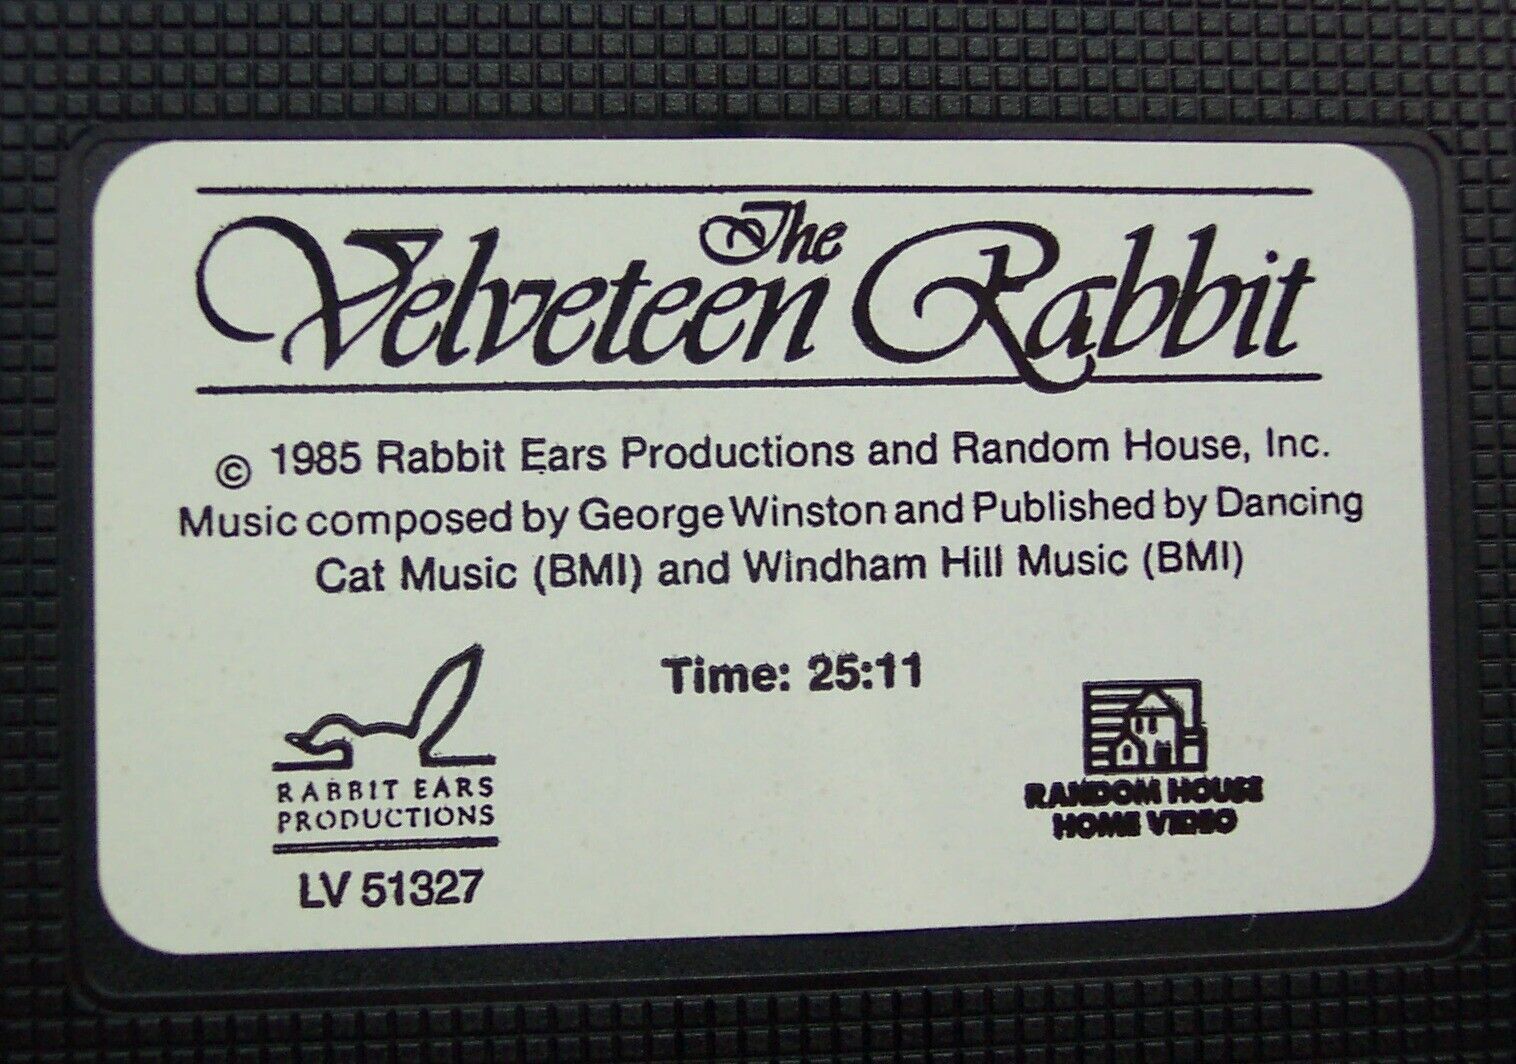 The
Velveteen Rabbit
© 1985 Rabbit Ears Productions and Random House, Inc.
Music composed by George Winston and Published by Dancing
Cat Music (BMI) and Windham Hill Music (BMI)
Time: 25:11
RABBIT EARS
PRODUCTIONS
LV 51327
RANDOM HOUSE
HOME VIDEO